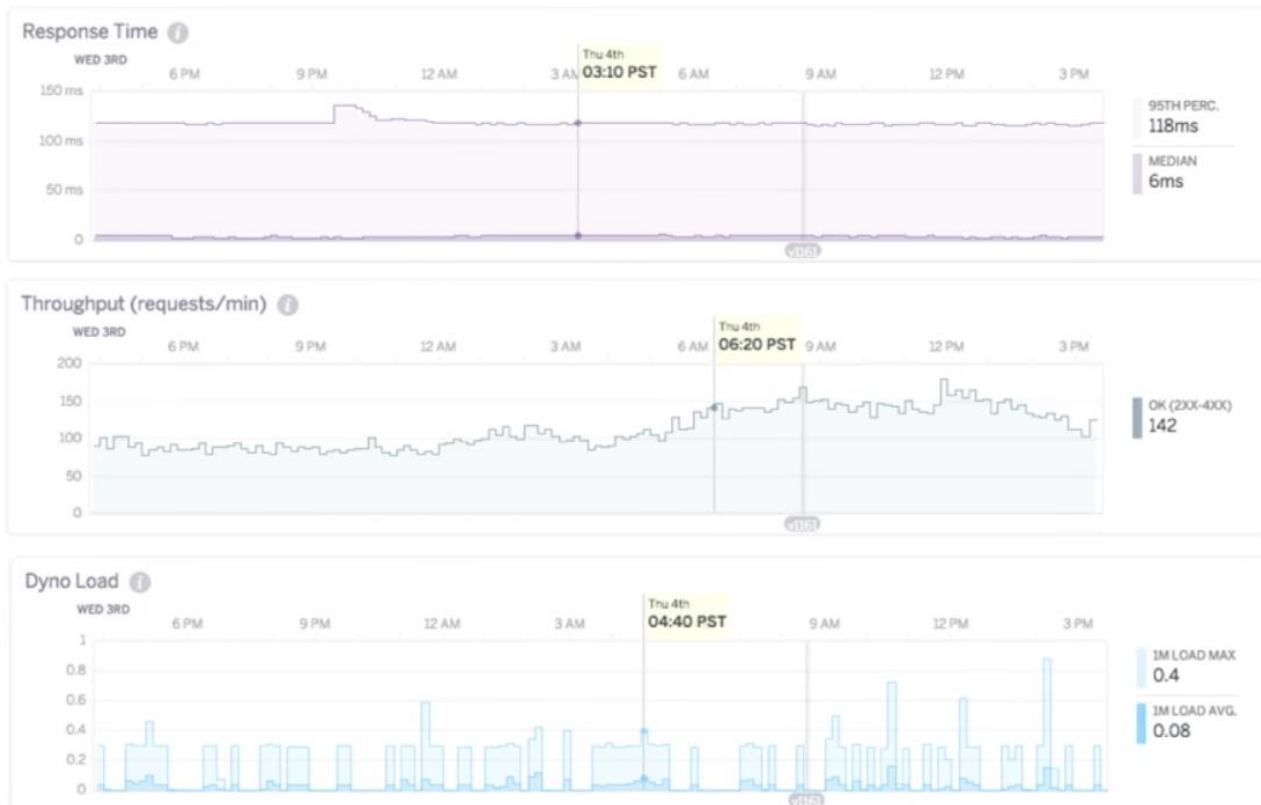 Response Time i
WED 3RD
6 PM 9 PM 12 AM 3 AM Thu 4th 03:10 PST 6 AM 9 AM 12 PM 3 PM
150 ms
100 ms
50 ms
0
95TH PERC.
118ms
MEDIAN
6ms
Throughput (requests/min) i
WED 3RD
6 PM 9 PM 12 AM 3 AM 6 AM Thu 4th 06:20 PST 9 AM 12 PM 3 PM
200
150
100
50
0
OK (2XX-4XX)
142
Dyno Load i
WED 3RD
6 PM 9 PM 12 AM 3 AM Thu 4th 04:40 PST 9 AM 12 PM 3 PM
1
0.8
0.6
0.4
0.2
0
1M LOAD MAX
0.4
1M LOAD AVG.
0.08